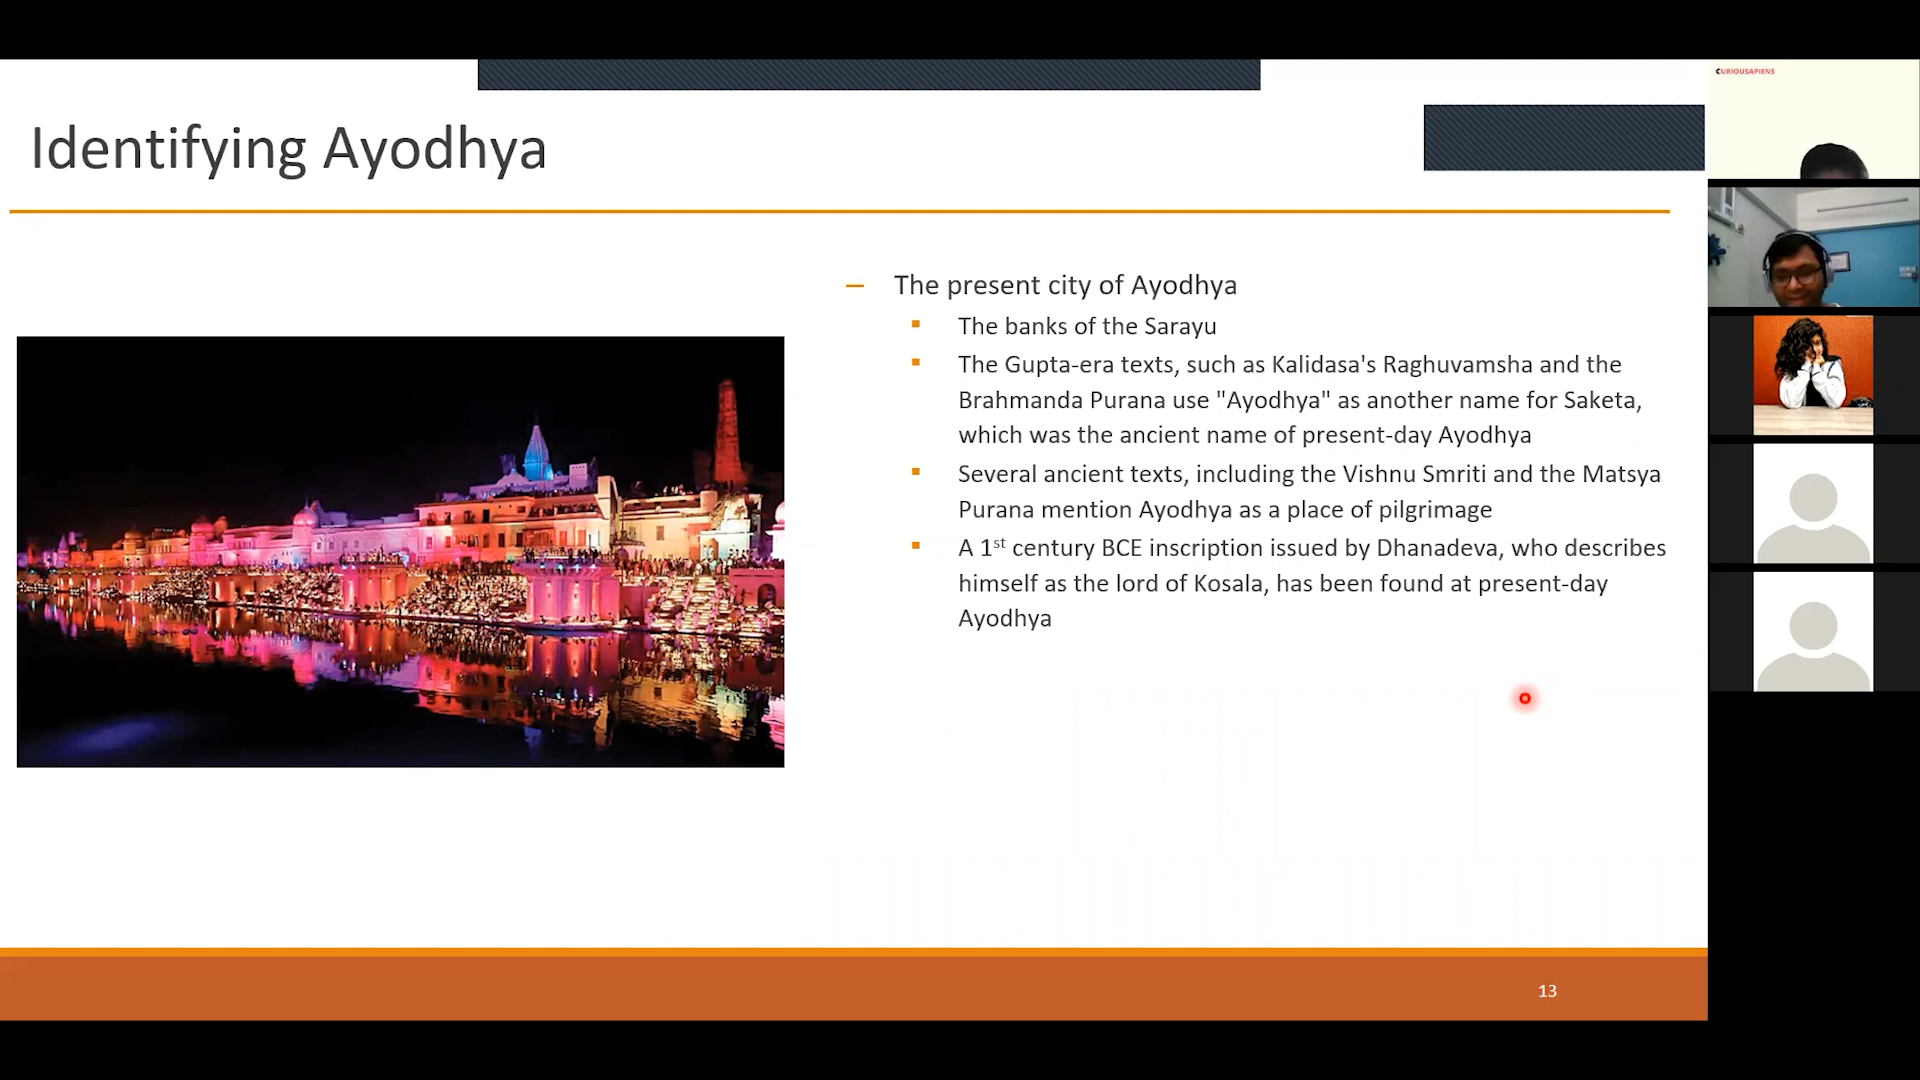 CURIOUSAPIENS
Identifying Ayodhya
– The present city of Ayodhya
▪ The banks of the Sarayu
▪ The Gupta-era texts, such as Kalidasa's Raghuvamsha and the
Brahmanda Purana use "Ayodhya" as another name for Saketa,
which was the ancient name of present-day Ayodhya
▪ Several ancient texts, including the Vishnu Smriti and the Matsya
Purana mention Ayodhya as a place of pilgrimage
▪ A 1st century BCE inscription issued by Dhanadeva, who describes
himself as the lord of Kosala, has been found at present-day
Ayodhya
13